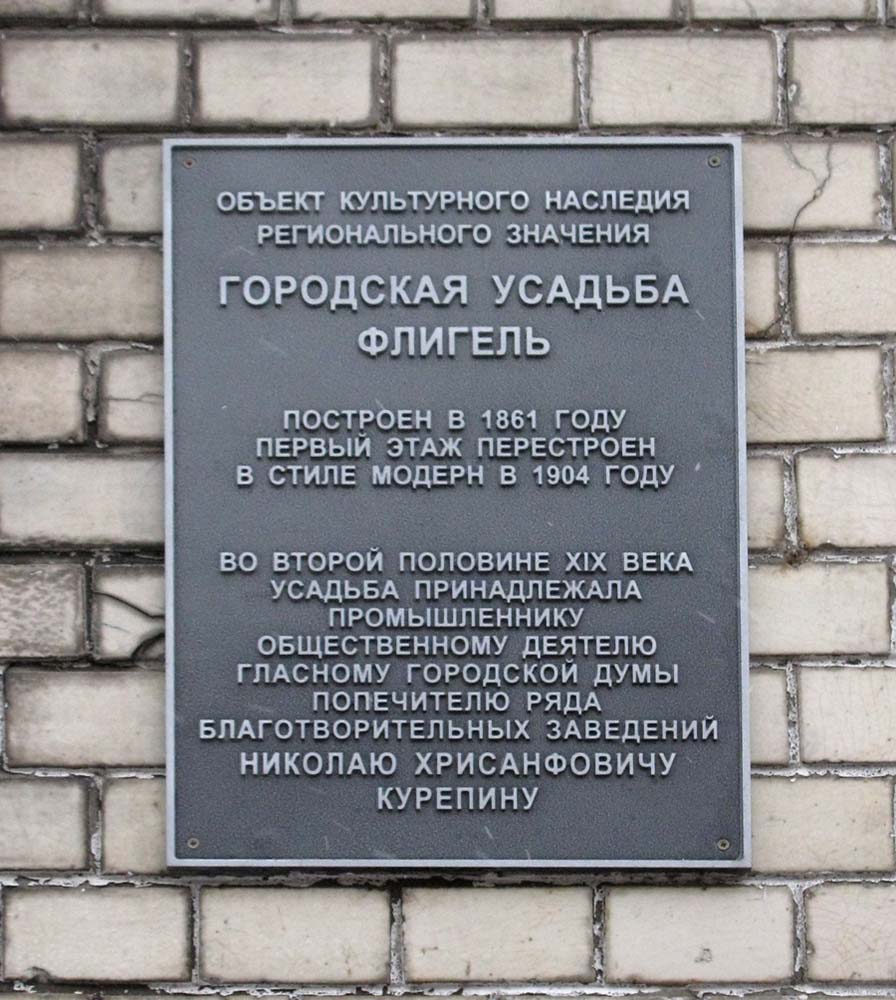 ОБЪЕКТ КУЛЬТУРНОГО НАСЛЕДИЯ
РЕГИОНАЛЬНОГО ЗНАЧЕНИЯ
ГОРОДСКАЯ УСАДЬБА
ФЛИГЕЛЬ
ПОСТРОЕН В 1861 ГОДУ
ПЕРВЫЙ ЭТАЖ ПЕРЕСТРОЕН
В СТИЛЕ МОДЕРН В 1904 ГОДУ
ВО ВТОРОЙ ПОЛОВИНЕ XIX ВЕКА
УСАДЬБА ПРИНАДЛЕЖАЛА
ПРОМЫШЛЕННИКУ
ОБЩЕСТВЕННОМУ ДЕЯТЕЛЮ
ГЛАСНОМУ ГОРОДСКОЙ ДУМЫ
ПОПЕЧИТЕЛЮ РЯДА
БЛАГОТВОРИТЕЛЬНЫХ ЗАВЕДЕНИЙ
НИКОЛАЮ ХРИСАНФОВИЧУ
КУРЕПИНУ